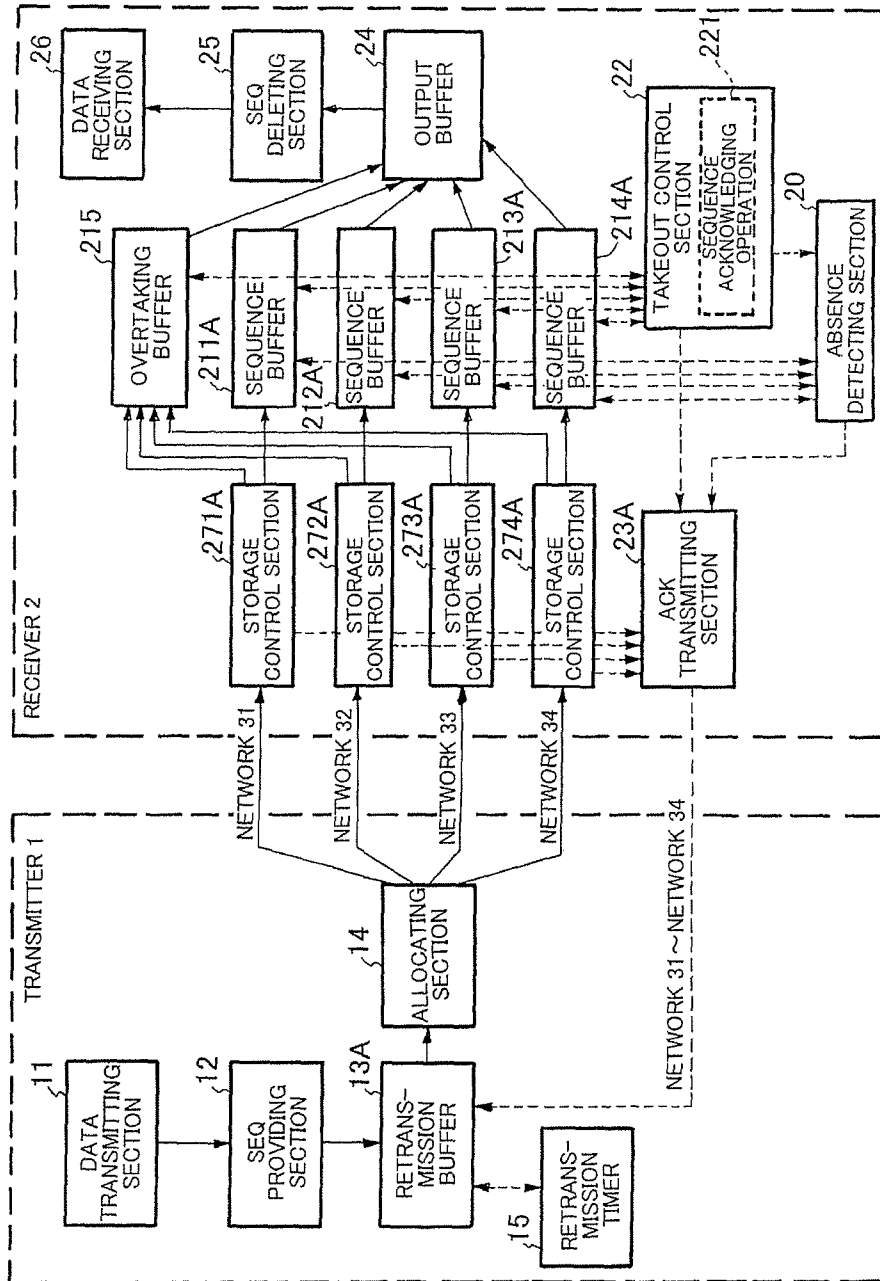 TRANSMITTER 1
11
DATA
TRANSMITTING
SECTION
12
SEQ
PROVIDING
SECTION
13A
RETRANS-
MISSION
BUFFER
15
RETRANS-
MISSION
TIMER
14
ALLOCATING
SECTION
NETWORK 31
NETWORK 32
NETWORK 33
NETWORK 34
NETWORK 31~NETWORK 34
RECEIVER 2
271A
STORAGE
CONTROL SECTION
272A
STORAGE
CONTROL SECTION
273A
STORAGE
CONTROL SECTION
274A
STORAGE
CONTROL SECTION
23A
ACK
TRANSMITTING
SECTION
215
OVERTAKING
BUFFER
211A
SEQUENCE
BUFFER
212A
SEQUENCE
BUFFER
213A
SEQUENCE
BUFFER
214A
SEQUENCE
BUFFER
22
TAKEOUT CONTROL
SECTION
221
SEQUENCE
ACKNOWLEDGING
OPERATION
20
ABSENCE
DETECTING SECTION
26
DATA
RECEIVING
SECTION
25
SEQ
DELETING
SECTION
24
OUTPUT
BUFFER